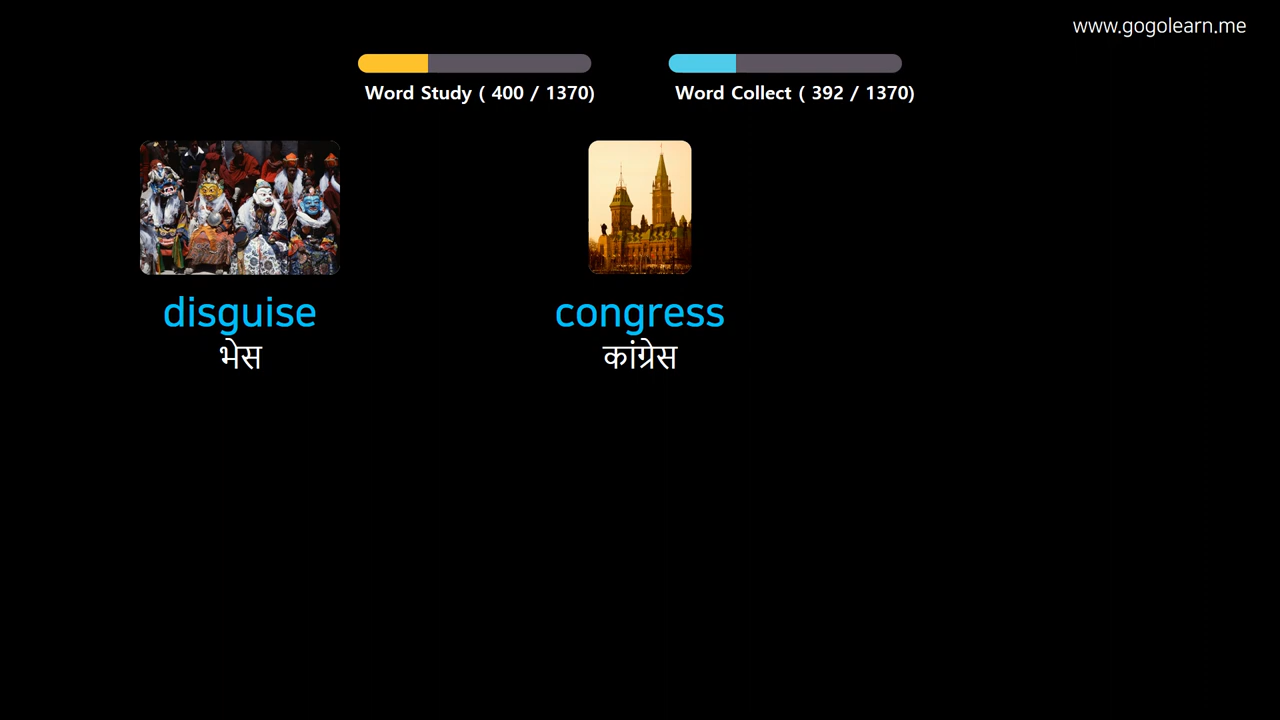 www.gogolearn.me
Word Study ( 400 / 1370)
Word Collect ( 392 / 1370)
disguise
भेस
congress
कांग्रेस